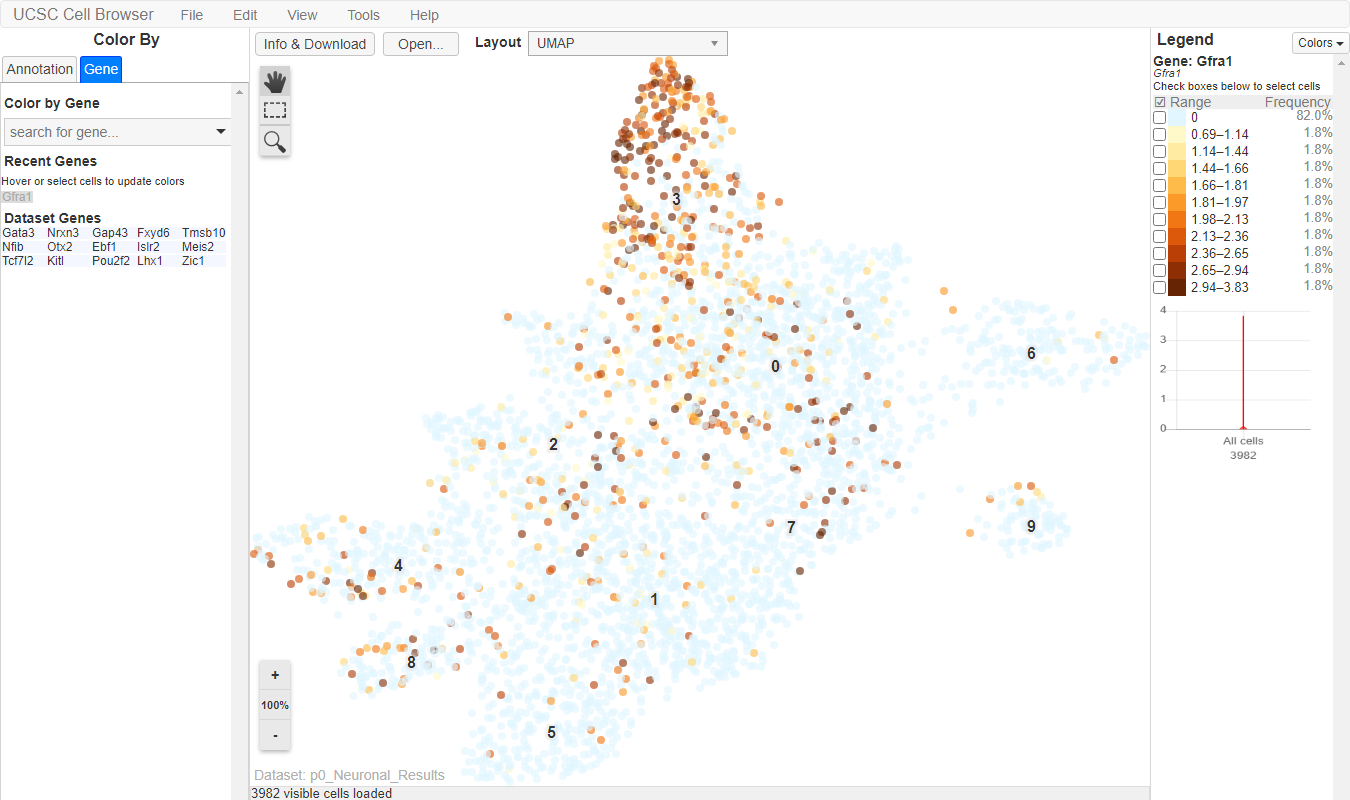 UCSC Cell Browser File Edit View Tools Help
Color By
Annotation Gene
Color by Gene
search for gene...
Recent Genes
Hover or select cells to update colors
Gfra1
Dataset Genes
Gata3 Nrxn3 Gap43 Fxyd6 Tmsb10
Nfib Otx2 Ebf1 Islr2 Meis2
Tcf7l2 Kitl Pou2f2 Lhx1 Zic1
Info & Download Open... Layout UMAP
3
0
6
2
7
9
4
1
8
5
+
100%
-
Dataset: p0_Neuronal_Results
3982 visible cells loaded
Legend Colors
Gene: Gfra1
Gfra1
Check boxes below to select cells
Range Frequency
0 82.0%
0.69–1.14 1.8%
1.14–1.44 1.8%
1.44–1.66 1.8%
1.66–1.81 1.8%
1.81–1.97 1.8%
1.98–2.13 1.8%
2.13–2.36 1.8%
2.36–2.65 1.8%
2.65–2.94 1.8%
2.94–3.83 1.8%
4
3
2
1
0
All cells
3982